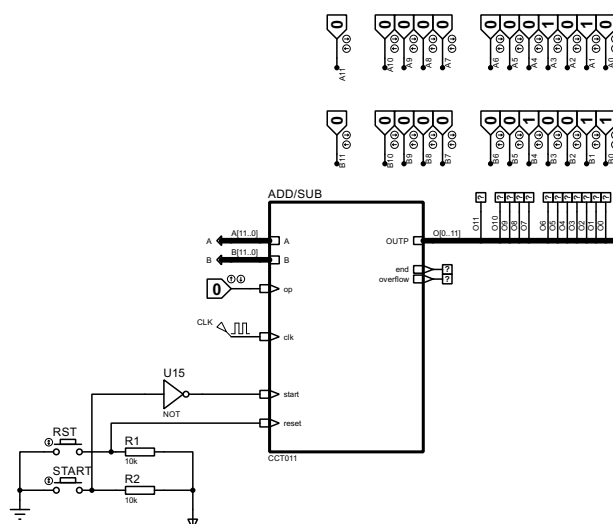 0 0 0 0 0 0 0 0 1 0 1 0
A11 A10 A9 A8 A7 A6 A5 A4 A3 A2 A1 A0
0 0 0 0 0 0 0 1 0 0 1 1
B11 B10 B9 B8 B7 B6 B5 B4 B3 B2 B1 B0
ADD/SUB
? ? ? ? ? ? ? ? ? ? ? ?
O11 O10 O9 O8 O7 O6 O5 O4 O3 O2 O1 O0
A A[11..0] A OUTP O[0..11]
B B[11..0] B
end ?
overflow ?
0 op
CLK clk
U15
NOT
start
reset
RST R1
10k
CCT011
START R2
10k